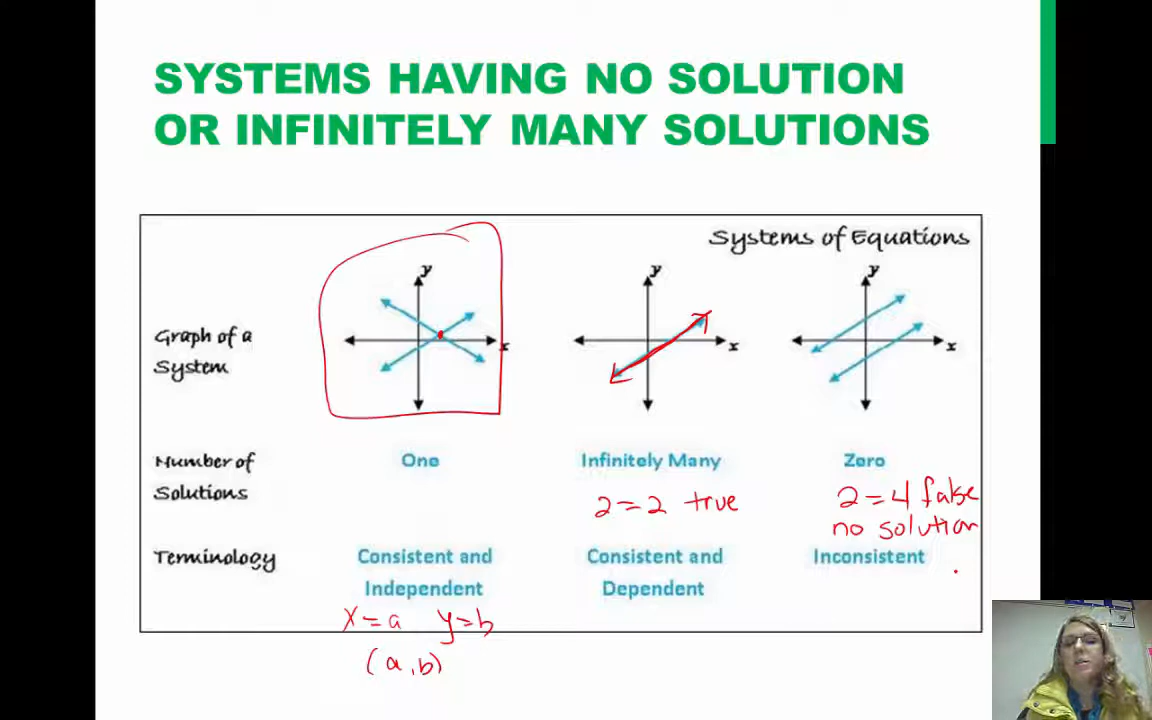 SYSTEMS HAVING NO SOLUTION
OR INFINITELY MANY SOLUTIONS
Systems of Equations
y
y
y
Graph of a
System
x
x
x
Number of
Solutions
One
Infinitely Many
Zero
2=2 true
2=4 false
no solution
Terminology
Consistent and
Independent
Consistent and
Dependent
Inconsistent
x=a y=b
(a,b)